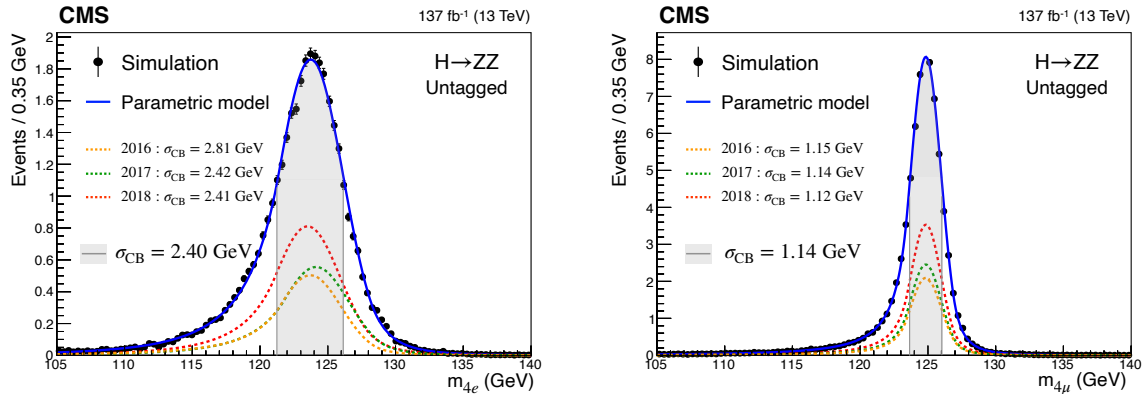 CMS
137 fb-1 (13 TeV)
Events / 0.35 GeV
2
1.8
1.6
1.4
1.2
1
0.8
0.6
0.4
0.2
0
Simulation
Parametric model
2016 : σCB = 2.81 GeV
2017 : σCB = 2.42 GeV
2018 : σCB = 2.41 GeV
σCB = 2.40 GeV
H→ZZ
Untagged
105 110 115 120 125 130 135 140
m4e (GeV)
CMS
137 fb-1 (13 TeV)
Events / 0.35 GeV
8
7
6
5
4
3
2
1
0
Simulation
Parametric model
2016 : σCB = 1.15 GeV
2017 : σCB = 1.14 GeV
2018 : σCB = 1.12 GeV
σCB = 1.14 GeV
H→ZZ
Untagged
105 110 115 120 125 130 135 140
m4μ (GeV)